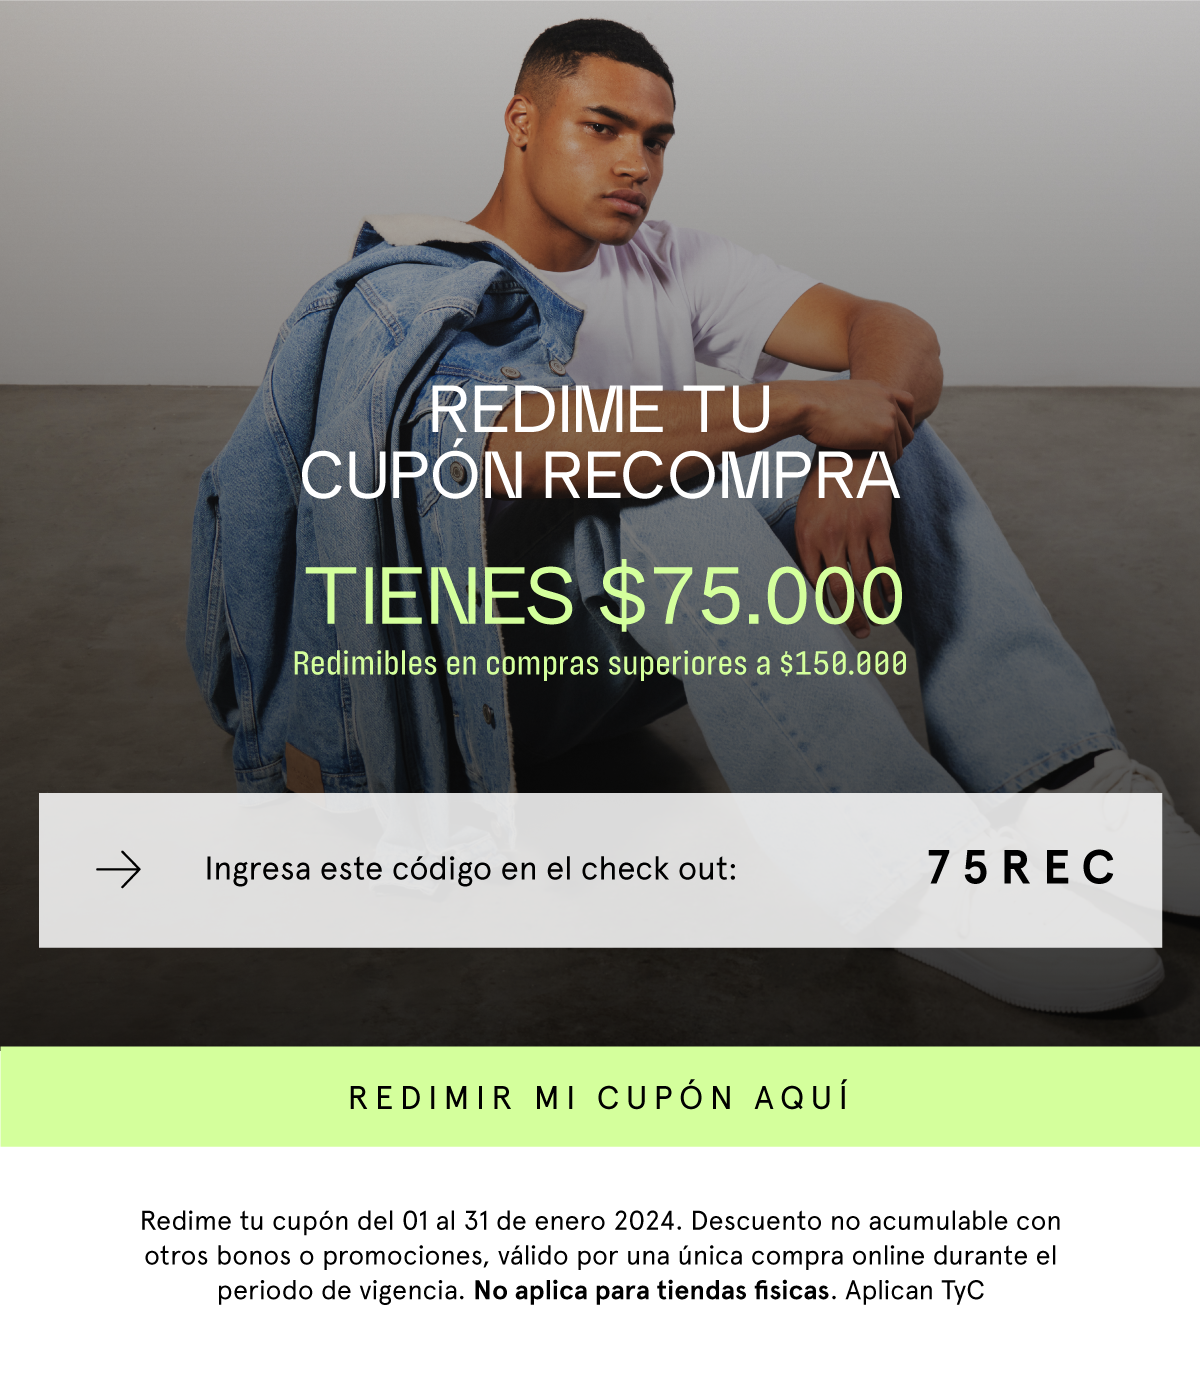 REDIME TU
CUPÓN RECOMPRA
TIENES $75.000
Redimibles en compras superiores a $150.000
Ingresa este código en el check out:
75REC
REDIMIR MI CUPÓN AQUÍ
Redime tu cupón del 01 al 31 de enero 2024. Descuento no acumulable con
otros bonos o promociones, válido por una única compra online durante el
periodo de vigencia. No aplica para tiendas fisicas. Aplican TyC